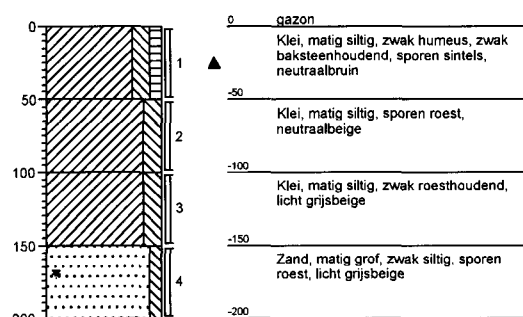 0
50
100
150
200
1
2
3
4
0 gazon
Klei, matig siltig, zwak humeus, zwak
baksteenhoudend, sporen sintels,
neutraalbruin
-50
Klei, matig siltig, sporen roest,
neutraalbeige
-100
Klei, matig siltig, zwak roesthoudend,
licht grijsbeige
-150
Zand, matig grof, zwak siltig, sporen
roest, licht grijsbeige
-200